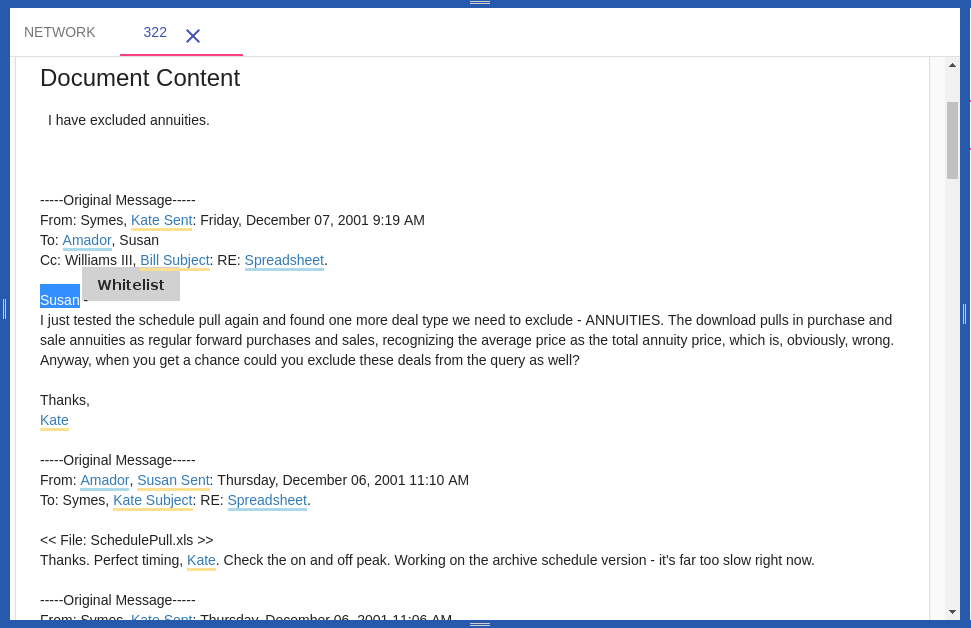 NETWORK 322
Document Content
I have excluded annuities.
-----Original Message-----
From: Symes, Kate Sent: Friday, December 07, 2001 9:19 AM
To: Amador, Susan
Cc: Williams III, Bill Subject: RE: Spreadsheet.
Whitelist
Susan -
I just tested the schedule pull again and found one more deal type we need to exclude - ANNUITIES. The download pulls in purchase and
sale annuities as regular forward purchases and sales, recognizing the average price as the total annuity price, which is, obviously, wrong.
Anyway, when you get a chance could you exclude these deals from the query as well?
Thanks,
Kate
-----Original Message-----
From: Amador, Susan Sent: Thursday, December 06, 2001 11:10 AM
To: Symes, Kate Subject: RE: Spreadsheet.
<< File: SchedulePull.xls >>
Thanks. Perfect timing, Kate. Check the on and off peak. Working on the archive schedule version - it's far too slow right now.
-----Original Message-----
From: Symes, Kate Sent: Thursday, December 06, 2001 11:06 AM